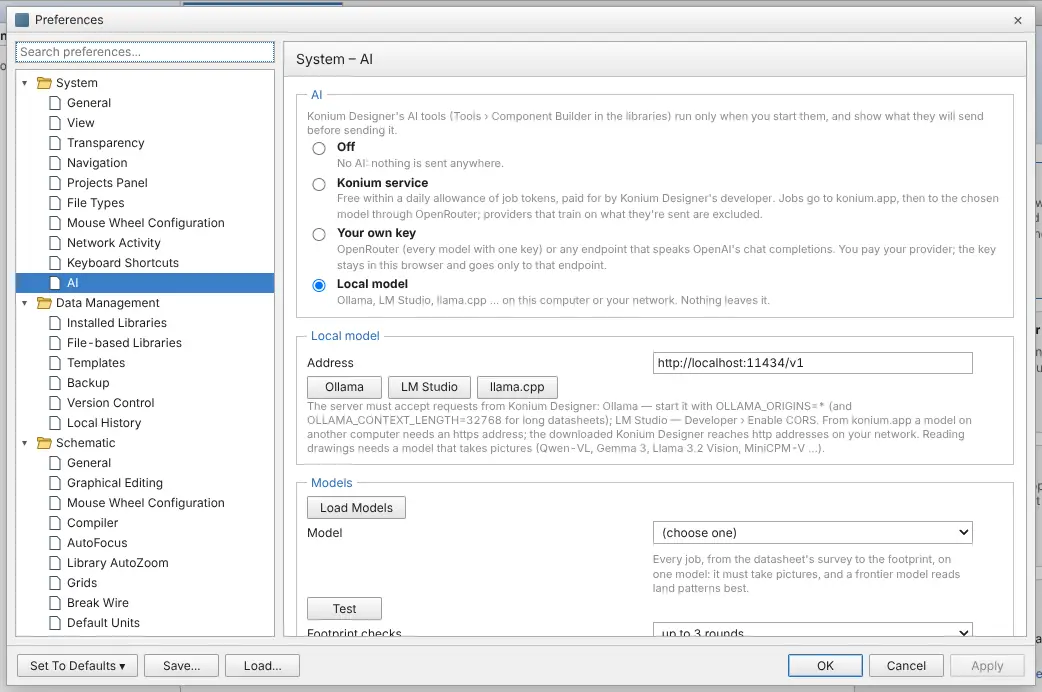 Preferences
Search preferences...
System
General
View
Transparency
Navigation
Projects Panel
File Types
Mouse Wheel Configuration
Network Activity
Keyboard Shortcuts
AI
Data Management
Installed Libraries
File-based Libraries
Templates
Backup
Version Control
Local History
Schematic
General
Graphical Editing
Mouse Wheel Configuration
Compiler
AutoFocus
Library AutoZoom
Grids
Break Wire
Default Units
System – AI
AI
Konium Designer's AI tools (Tools › Component Builder in the libraries) run only when you start them, and show what they will send
before sending it.
Off
No AI: nothing is sent anywhere.
Konium service
Free within a daily allowance of job tokens, paid for by Konium Designer's developer. Jobs go to konium.app, then to the chosen
model through OpenRouter; providers that train on what they're sent are excluded.
Your own key
OpenRouter (every model with one key) or any endpoint that speaks OpenAI's chat completions. You pay your provider; the key
stays in this browser and goes only to that endpoint.
Local model
Ollama, LM Studio, llama.cpp ... on this computer or your network. Nothing leaves it.
Local model
Address
http://localhost:11434/v1
Ollama
LM Studio
llama.cpp
The server must accept requests from Konium Designer: Ollama — start it with OLLAMA_ORIGINS=* (and
OLLAMA_CONTEXT_LENGTH=32768 for long datasheets); LM Studio — Developer › Enable CORS. From konium.app a model on
another computer needs an https address; the downloaded Konium Designer reaches http addresses on your network. Reading
drawings needs a model that takes pictures (Qwen-VL, Gemma 3, Llama 3.2 Vision, MiniCPM-V ...).
Models
Load Models
Model
(choose one)
Every job, from the datasheet's survey to the footprint, on
one model: it must take pictures, and a frontier model reads
land patterns best.
Test
Footprint checks
up to 3 rounds
Set To Defaults ▾
Save...
Load...
OK
Cancel
Apply